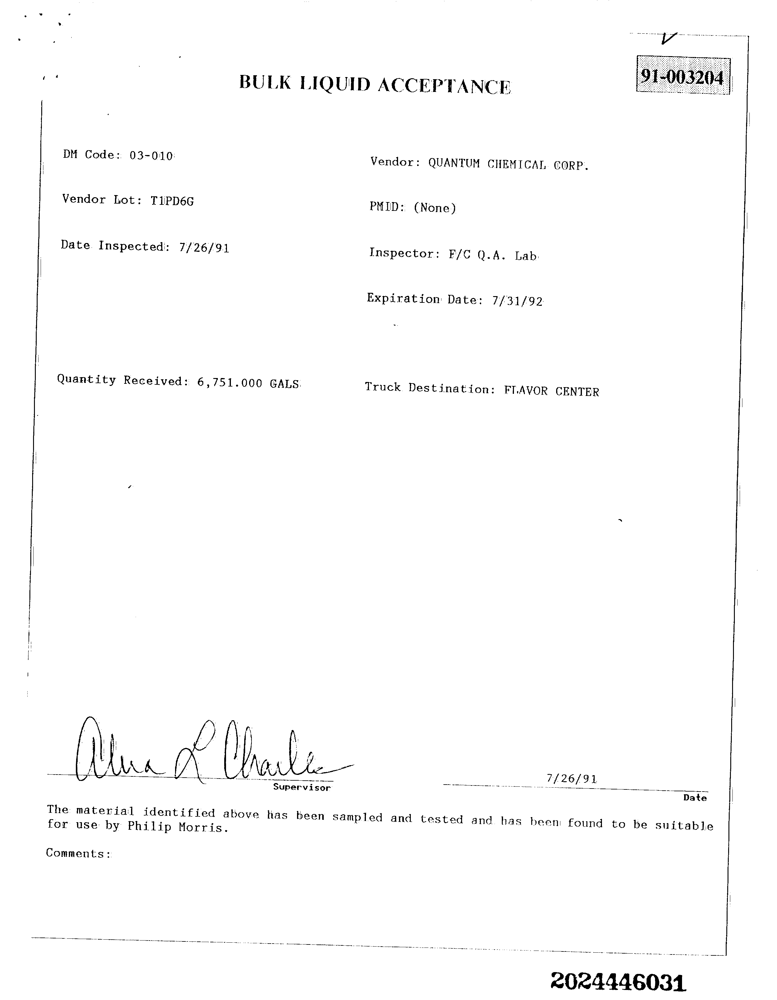 91-003204
BULK LIQUID ACCEPTANCE
DM Code: 03-010
Vendor: QUANTUM CHEMICAL CORP.
Vendor Lot: T1PD6G
PMID: (None)
Date Inspected: 7/26/91
Inspector: F/C Q.A. Lab
Expiration Date: 7/31/92
Quantity Received: 6,751.000 GALS
Truck Destination: FLAVOR CENTER
Alma L Charles
Supervisor
7/26/91
Date
The material identified above has been sampled and tested and has been found to be suitable
for use by Philip Morris.
Comments:
2024446031